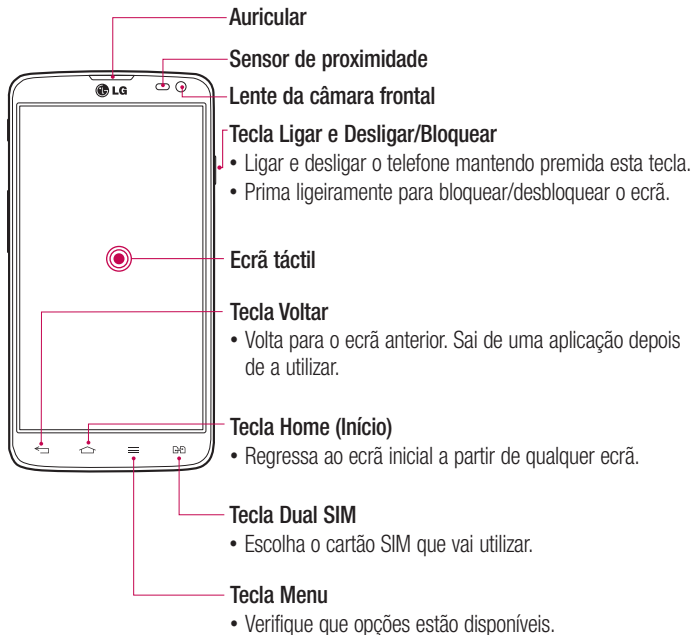 Auricular
Sensor de proximidade
LG
Lente da câmara frontal
Tecla Ligar e Desligar/Bloquear
• Ligar e desligar o telefone mantendo premida esta tecla.
• Prima ligeiramente para bloquear/desbloquear o ecrã.
Ecrã táctil
Tecla Voltar
• Volta para o ecrã anterior. Sai de uma aplicação depois
de a utilizar.
Tecla Home (Início)
• Regressa ao ecrã inicial a partir de qualquer ecrã.
Tecla Dual SIM
• Escolha o cartão SIM que vai utilizar.
Tecla Menu
• Verifique que opções estão disponíveis.